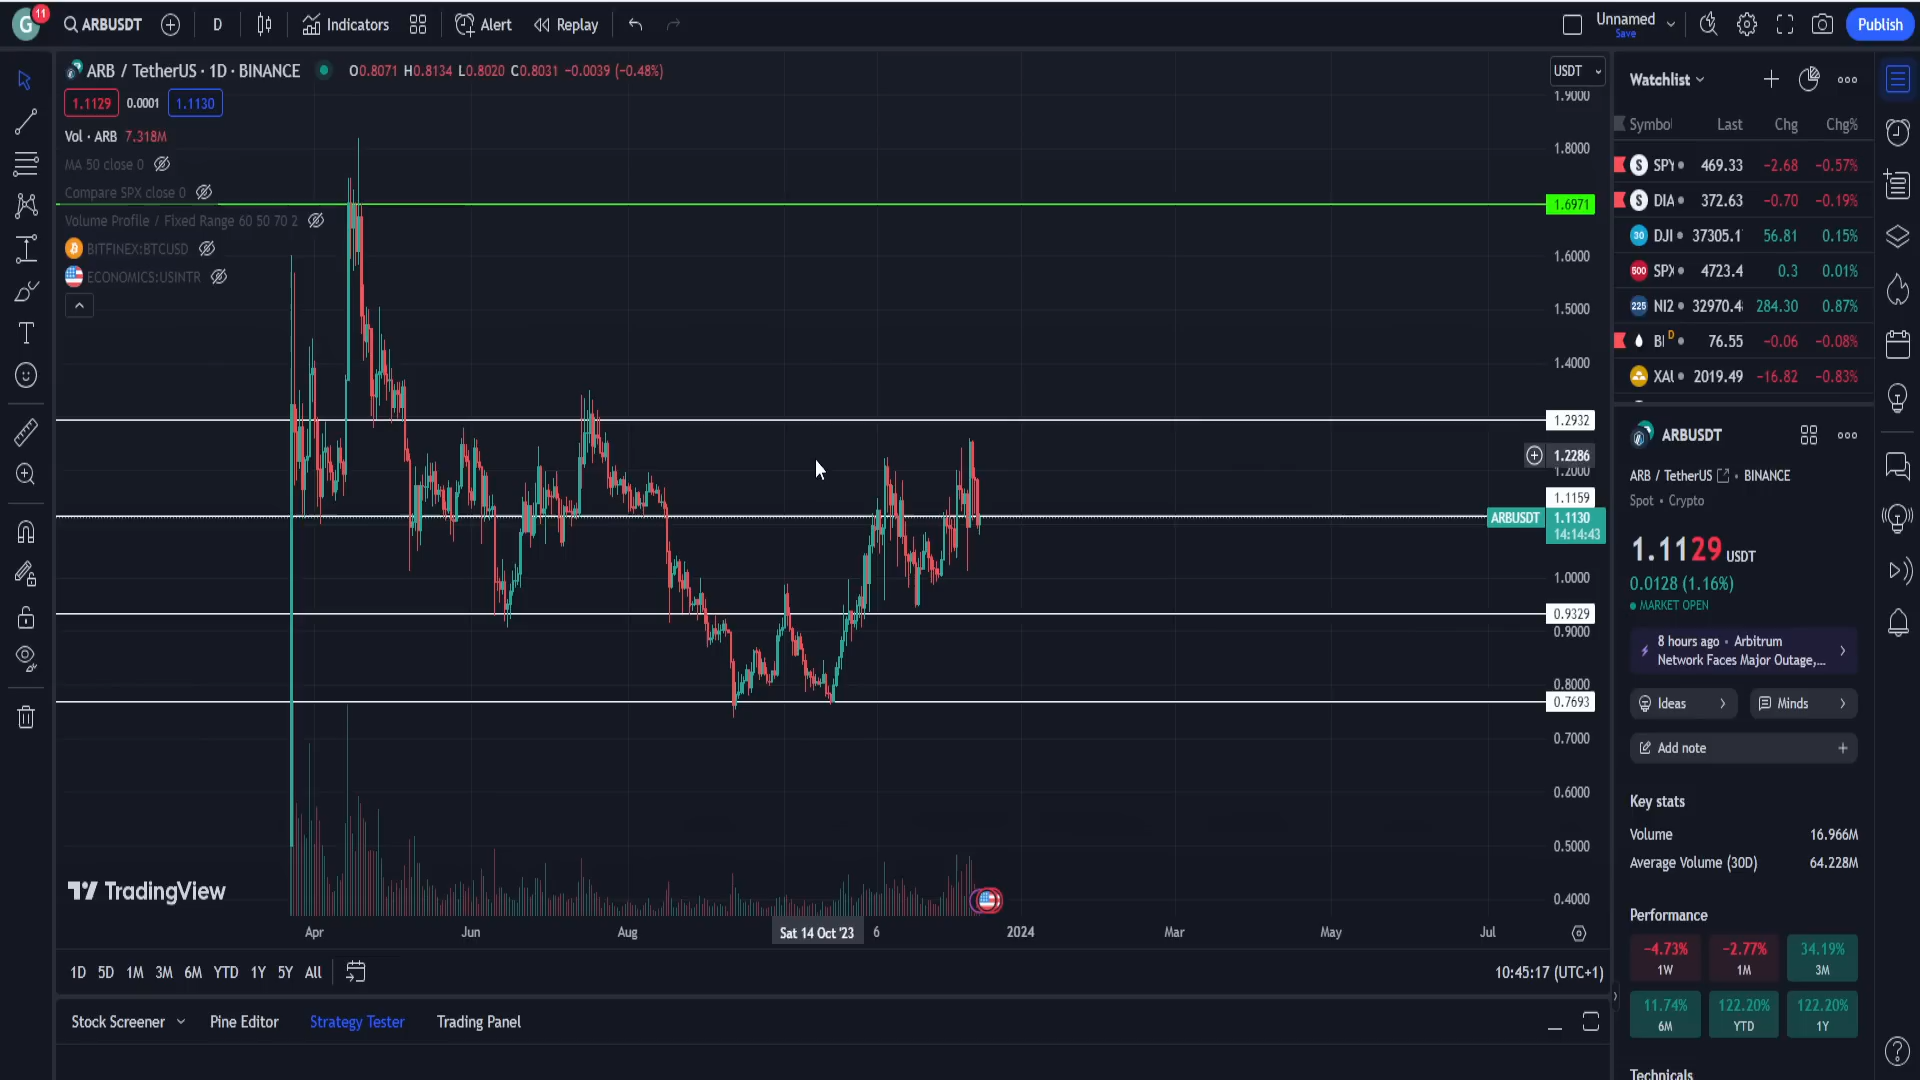 G 11 ARBUSDT D Indicators Alert Replay Unnamed Save Publish
ARB / TetherUS · 1D · BINANCE O0.8071 H0.8134 L0.8020 C0.8031 −0.0039 (−0.48%)
1.1129 0.0001 1.1130
Vol · ARB 7.318M
MA 50 close 0
Compare SPX close 0
Volume Profile / Fixed Range 60 50 70 2
BITFINEX:BTCUSD
ECONOMICS:USINTR
USDT
1.9000
1.8000
1.6971
1.6000
1.5000
1.4000
1.2932
1.2286
1.2000
1.1159
ARBUSDT 1.1130
14:14:43
1.0000
0.9329
0.9000
0.8000
0.7693
0.7000
0.6000
0.5000
0.4000
TradingView
Apr Jun Aug Sat 14 Oct '23 6 2024 Mar May Jul
1D 5D 1M 3M 6M YTD 1Y 5Y All 10:45:17 (UTC+1)
Stock Screener Pine Editor Strategy Tester Trading Panel
Watchlist
Symbol Last Chg Chg%
S SPY 469.33 −2.68 −0.57%
S DIA 372.63 −0.70 −0.19%
30 DJI 37305.1 56.81 0.15%
500 SPX 4723.4 0.3 0.01%
225 NI2 32970.4 284.30 0.87%
D 76.55 −0.06 −0.08%
XAU 2019.49 −16.82 −0.83%
ARBUSDT
ARB / TetherUS • BINANCE
Spot • Crypto
1.1129 USDT
0.0128 (1.16%)
MARKET OPEN
8 hours ago • Arbitrum
Network Faces Major Outage,...
Ideas Minds
Add note
Key stats
Volume 16.966M
Average Volume (30D) 64.228M
Performance
−4.73% −2.77% 34.19%
1W 1M 3M
11.74% 122.20% 122.20%
6M YTD 1Y
Technicals